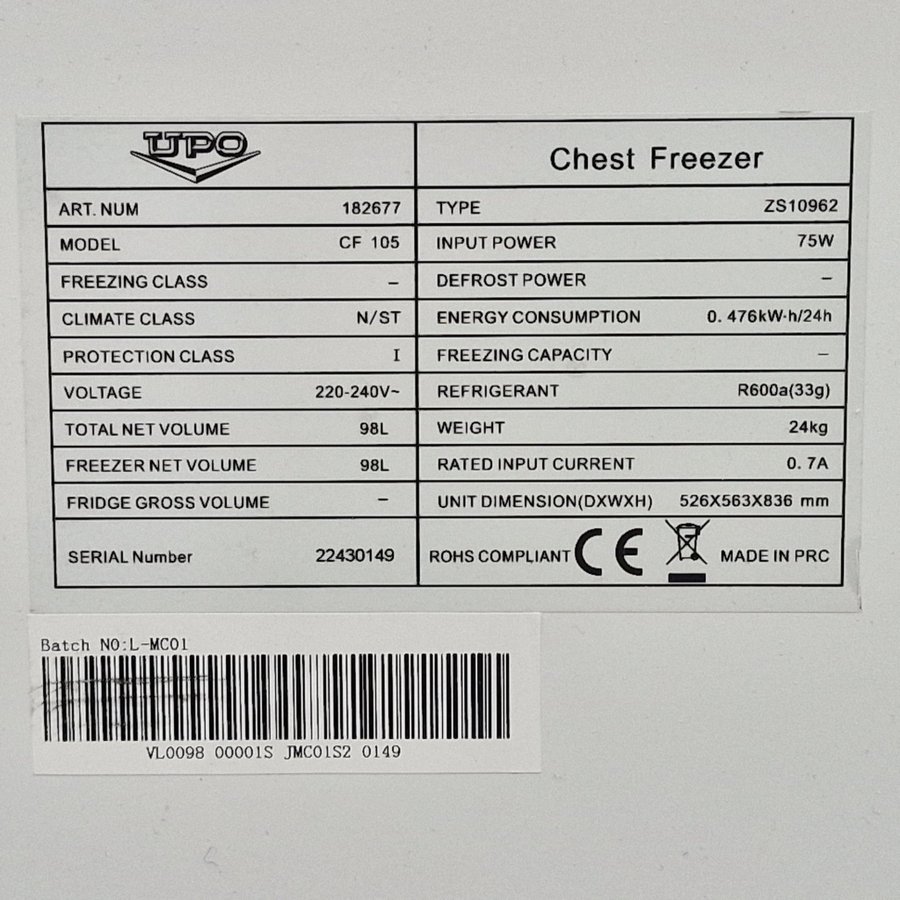 UPO Chest Freezer
ART. NUM 182677 TYPE ZS10962
MODEL CF 105 INPUT POWER 75W
FREEZING CLASS – DEFROST POWER –
CLIMATE CLASS N/ST ENERGY CONSUMPTION 0. 476kW·h/24h
PROTECTION CLASS I FREEZING CAPACITY –
VOLTAGE 220-240V~ REFRIGERANT R600a(33g)
TOTAL NET VOLUME 98L WEIGHT 24kg
FREEZER NET VOLUME 98L RATED INPUT CURRENT 0. 7A
FRIDGE GROSS VOLUME – UNIT DIMENSION(DXWXH) 526X563X836 mm
SERIAL Number 22430149 ROHS COMPLIANT CE MADE IN PRC
Batch NO:L-MC01
VL0098 00001S JMC01S2 0149